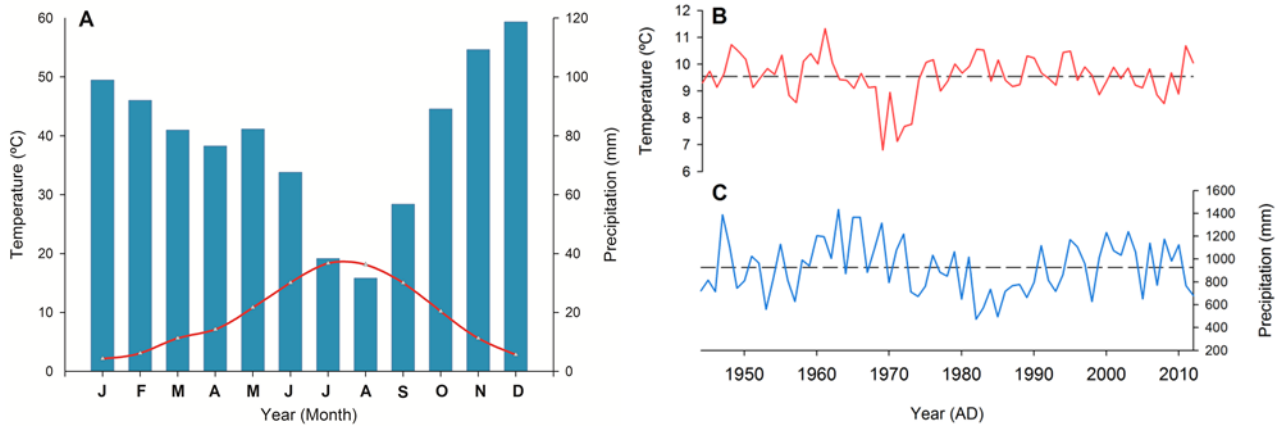 A
Temperature (ºC)
60
50
40
30
20
10
0
Precipitation (mm)
120
100
80
60
40
20
0
J F M A M J J A S O N D
Year (Month)
B
Temperature (ºC)
12
11
10
9
8
7
6
C
Precipitation (mm)
1600
1400
1200
1000
800
600
400
200
1950 1960 1970 1980 1990 2000 2010
Year (AD)